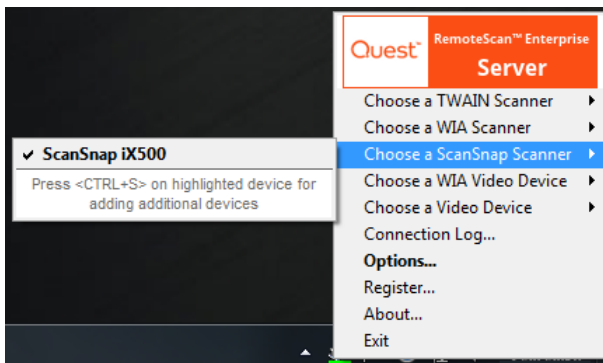 Quest™
RemoteScan™ Enterprise
Server
Choose a TWAIN Scanner
Choose a WIA Scanner
Choose a ScanSnap Scanner
Choose a WIA Video Device
Choose a Video Device
Connection Log...
Options...
Register...
About...
Exit
ScanSnap iX500
Press <CTRL+S> on highlighted device for
adding additional devices